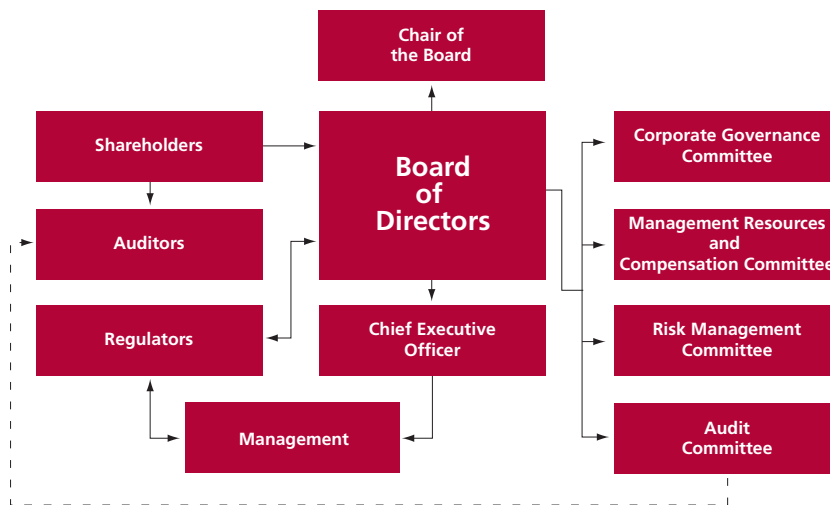 Chair of
the Board
Shareholders
Board
of
Directors
Corporate Governance
Committee
Auditors
Management Resources
and
Compensation Committee
Regulators
Chief Executive
Officer
Risk Management
Committee
Management
Audit
Committee